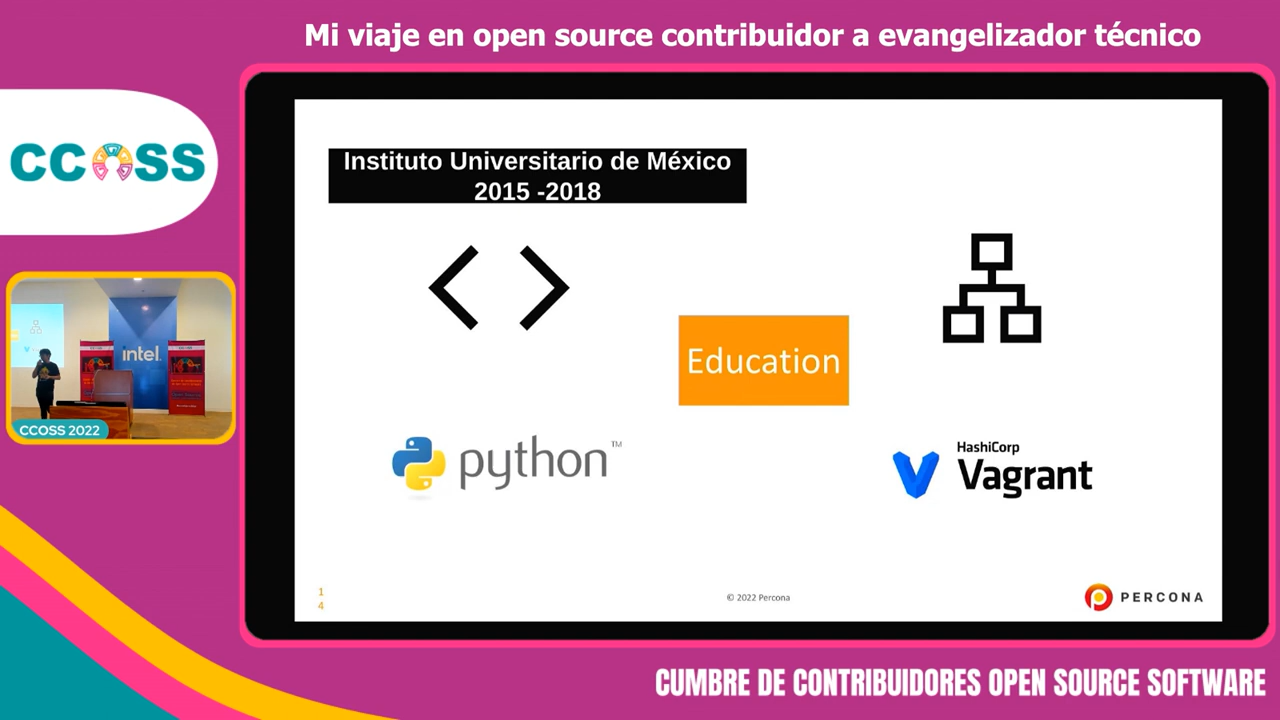 Mi viaje en open source contribuidor a evangelizador técnico
CCOSS
Instituto Universitario de México
2015 -2018
Education
python™
HashiCorp
Vagrant
intel.
CCOSS 2022
1
4
© 2022 Percona
PERCONA
CUMBRE DE CONTRIBUIDORES OPEN SOURCE SOFTWARE